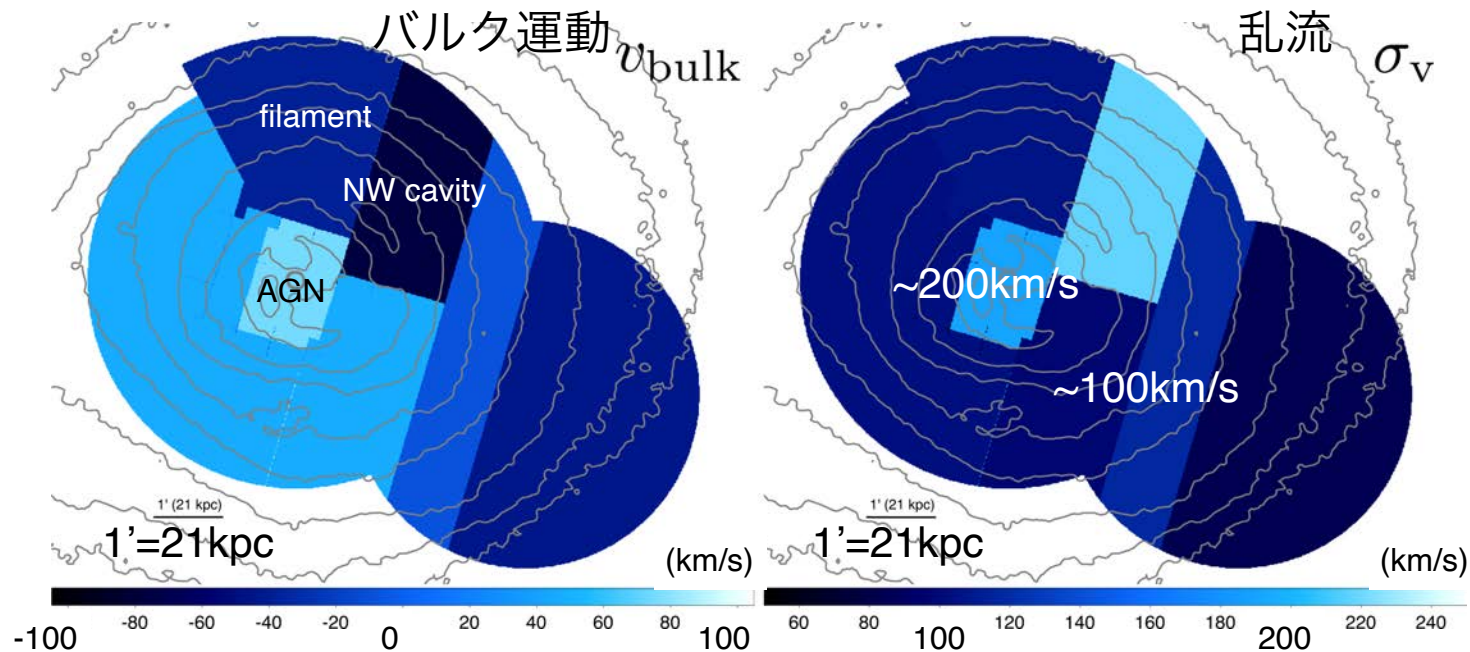 バルク運動 v_bulk
filament
NW cavity
AGN
1' (21 kpc)
1’=21kpc
(km/s)
-80 -60 -40 -20 20 40 60 80
-100 0 100
乱流 σ_v
~200km/s
~100km/s
1' (21 kpc)
1’=21kpc
(km/s)
60 80 120 140 160 180 220 240
100 200